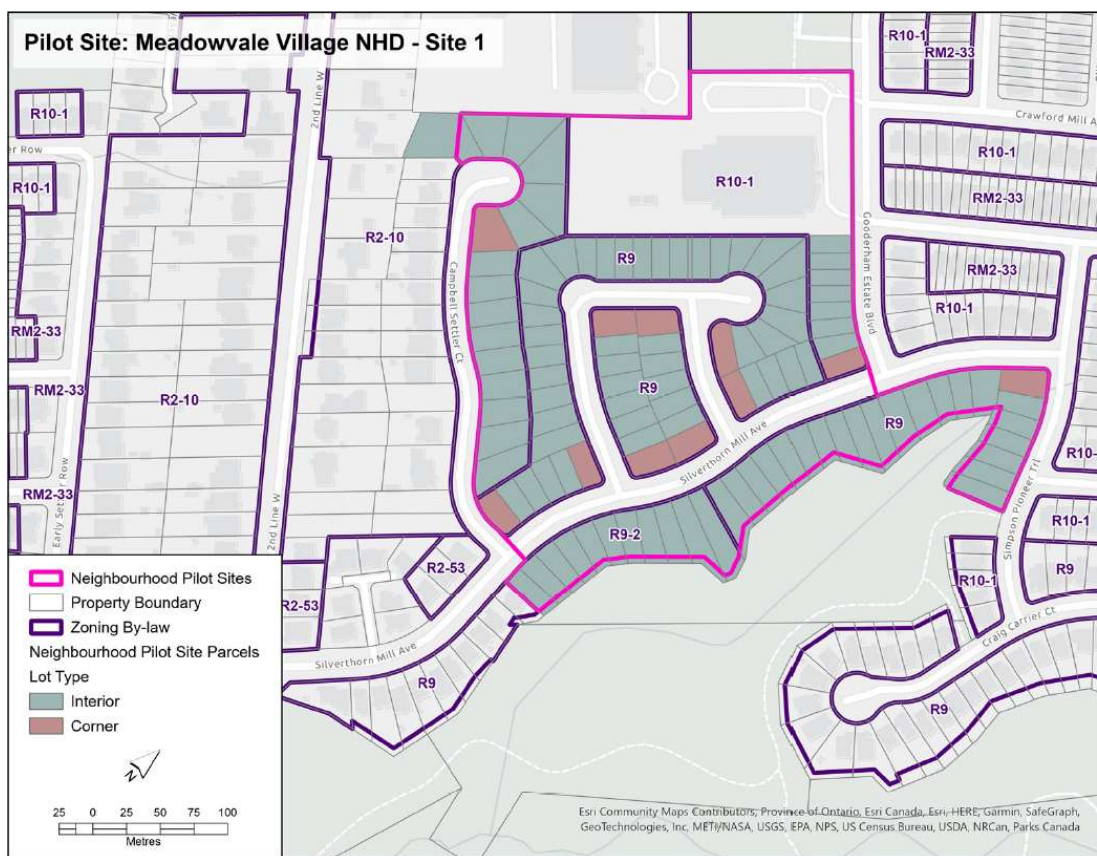 Pilot Site: Meadowvale Village NHD - Site 1
R10-1
RM2-33
R10-1
2nd Line W
Crawford Mill A
R10-1
RM2-33
er Row
R10-1
R10-1
R2-10
R9
Gooderham Estate Blvd
RM2-33
R10-1
Campbell Settler Ct
RM2-33
RM2-33
R2-10
R9
R9
Silverthorn Mill Ave
R10-
RM2-33
Early Settler Row
2nd Line W
Simpson Pioneer Trl
R10-1
R9-2
R9
R2-53
R2-53
R10-1
Craig Carrier Ct
Silverthorn Mill Ave
R9
R9
Neighbourhood Pilot Sites
Property Boundary
Zoning By-law
Neighbourhood Pilot Site Parcels
Lot Type
Interior
Corner
N
25 0 25 50 75 100
Metres
Esri Community Maps Contributors, Province of Ontario, Esri Canada, Esri, HERE, Garmin, SafeGraph,
GeoTechnologies, Inc, METI/NASA, USGS, EPA, NPS, US Census Bureau, USDA, NRCan, Parks Canada